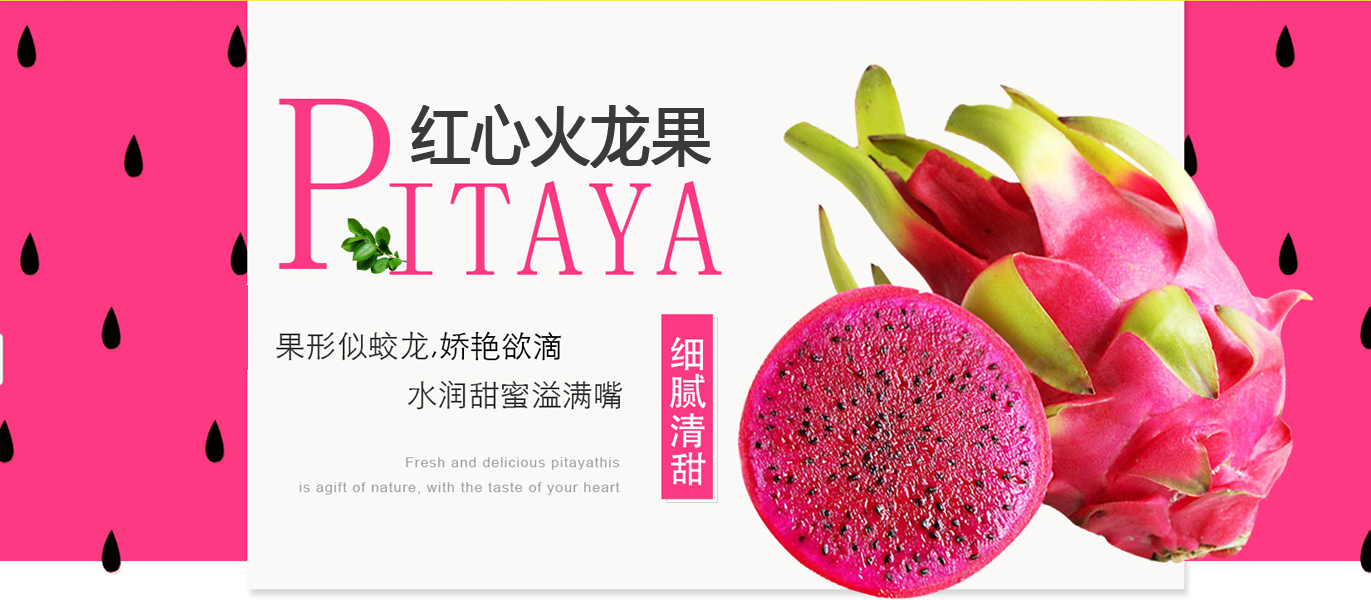 红心火龙果
PITAYA
果形似蛟龙,娇艳欲滴
水润甜蜜溢满嘴
细腻清甜
Fresh and delicious pitayathis
is agift of nature, with the taste of your heart